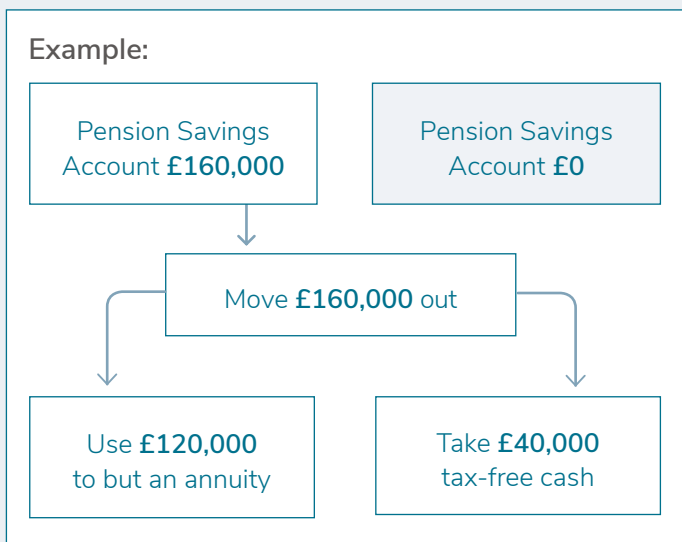 Example:
Pension Savings
Account £160,000
Pension Savings
Account £0
Move £160,000 out
Use £120,000
to but an annuity
Take £40,000
tax-free cash